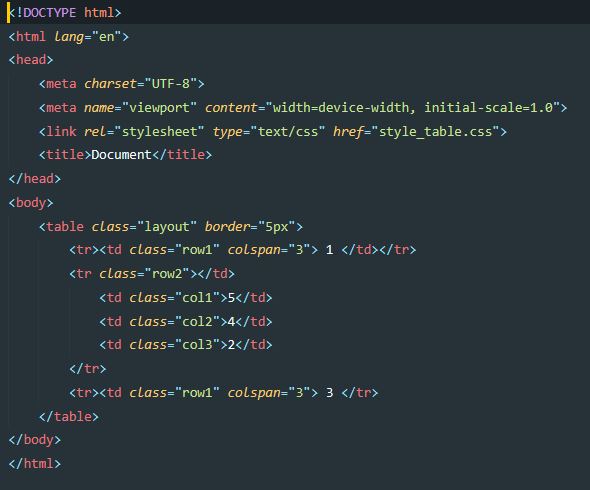 <!DOCTYPE html>
<html lang="en">
<head>
    <meta charset="UTF-8">
    <meta name="viewport" content="width=device-width, initial-scale=1.0">
    <link rel="stylesheet" type="text/css" href="style_table.css">
    <title>Document</title>
</head>
<body>
    <table class="layout" border="5px">
        <tr><td class="row1" colspan="3"> 1 </td></tr>
        <tr class="row2"></td>
            <td class="col1">5</td>
            <td class="col2">4</td>
            <td class="col3">2</td>
        </tr>
        <tr><td class="row1" colspan="3"> 3 </tr>
    </table>
</body>
</html>